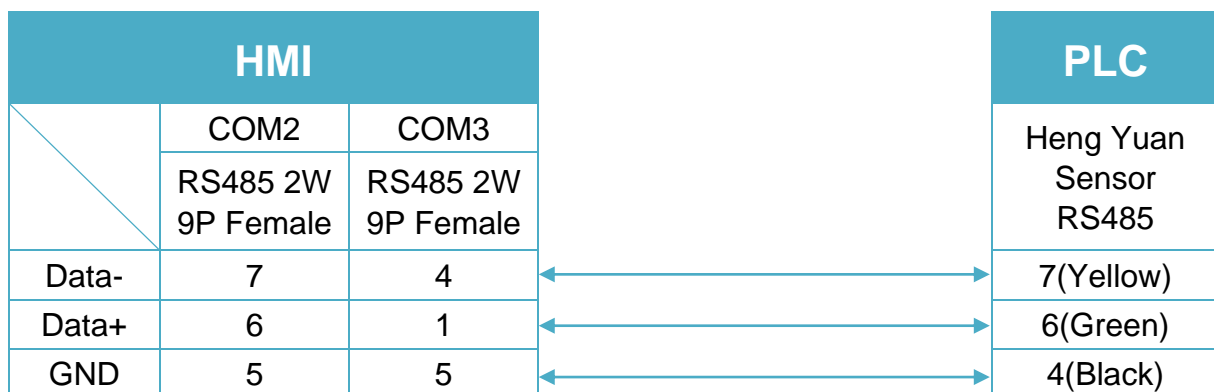 HMI
PLC
COM2 COM3
RS485 2W
9P Female
RS485 2W
9P Female
Heng Yuan
Sensor
RS485
Data- 7 4 7(Yellow)
Data+ 6 1 6(Green)
GND 5 5 4(Black)